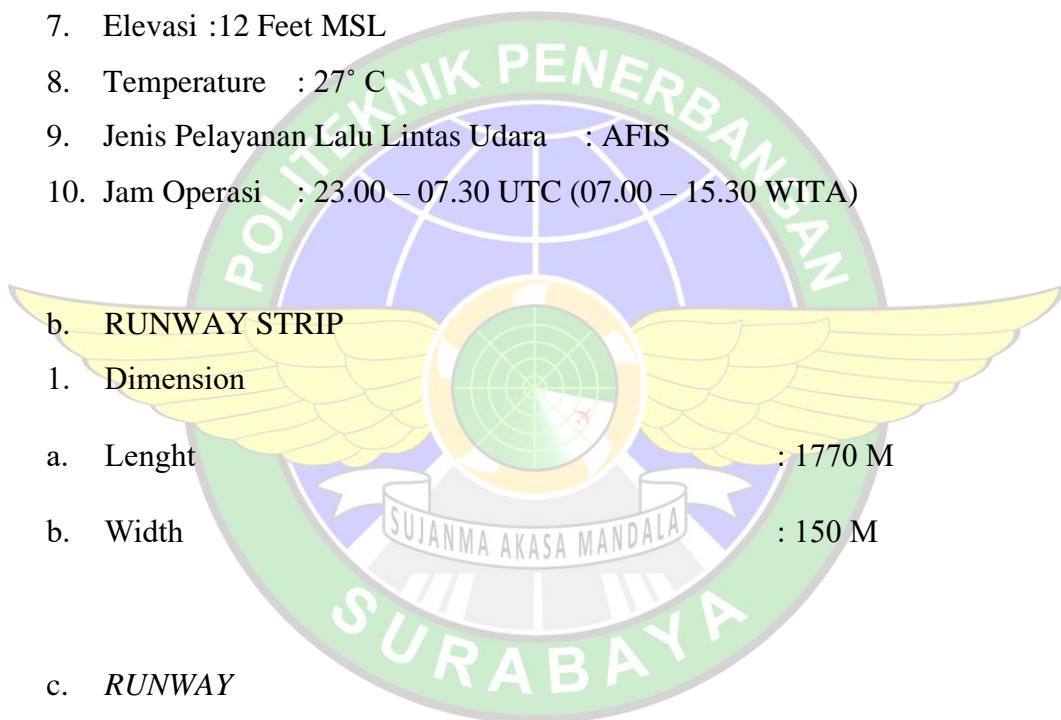 7. Elevasi :12 Feet MSL
8. Temperature : 27˚ C
9. Jenis Pelayanan Lalu Lintas Udara : AFIS
10. Jam Operasi : 23.00 – 07.30 UTC (07.00 – 15.30 WITA)
b. RUNWAY STRIP
1. Dimension
a. Lenght : 1770 M
b. Width : 150 M
c. RUNWAY
POLITEKNIK PENERBANGAN
SUJANMA AKASA MANDALA
SURABAYA